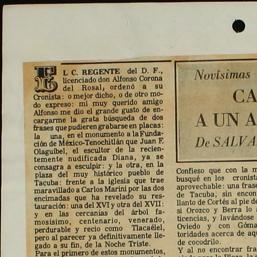 EL C. REGENTE del D. F.,
licenciado don Alfonso Corona
del Rosal, ordenó a su
Cronista: o mejor dicho, o de otro mo-
do expreso: mi muy querido amigo
Alfonso me dio el grande gusto de en-
cargarme la grata búsqueda de dos
frases que pudieren grabarse en placas:
la una, en el monumento a la Funda-
ción de México-Tenochtitlán que Juan F.
Olaguíbel, el escultor de la recien-
temente nudificada Diana, ya se
consagra a esculpir: y la otra, en la
plaza del muy histórico pueblo de
Tacuba: frente a la iglesia que tree
maravillado a Carlos Marini por las dos
encimadas que ha revelado su res-
tauración: una del XVI y otra del XVII:
y en las cercanías del árbol fa-
mosísimo, centenario, venerado,
perdurable y recio como Tlacaélel,
pero al parecer ya definitivamente lle-
gado a su fin, de la Noche Triste.
Para el primero de estos monumentos,
Novísimas
CA
A UN A
De SALVA
Confieso que con la me
busqué en los cronist
aprovechable: una frase
de Tacuba, sin encon
llanto de Cortés al pie d
si Orozco y Berra lo
ticencias, y lavándose
Oviedo y con Góma
toridades acerca de aqu
de cocodrilo.
Y al no encontrar fra